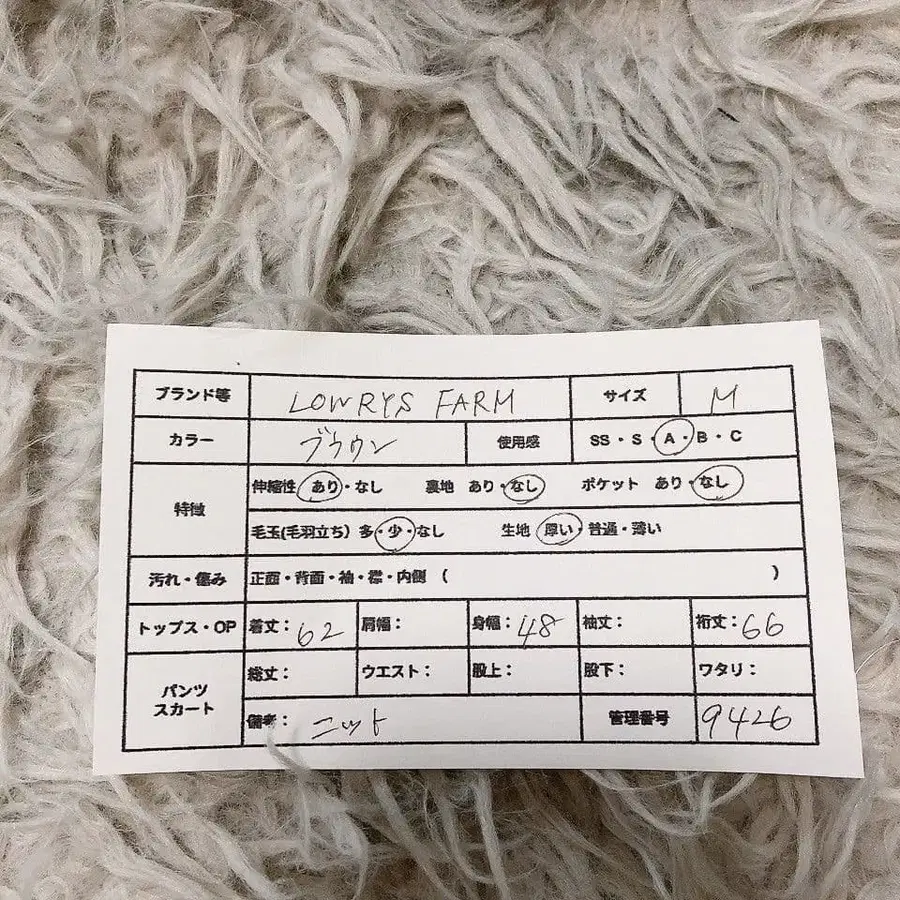 ブランド等 LOWRYS FARM サイズ M
カラー ブラウン 使用感 SS・S・A・B・C
特徴 伸縮性 あり・なし 裏地 あり・なし ポケット あり・なし
毛玉(毛羽立ち) 多・少・なし 生地 厚い・普通・薄い
汚れ・傷み 正面・背面・袖・襟・内側 ( )
トップス・OP 着丈: 62 肩幅: 身幅: 48 袖丈: 裄丈: 66
パンツ スカート 総丈: ウエスト: 股上: 股下: ワタリ:
備考: ニット 管理番号 9426